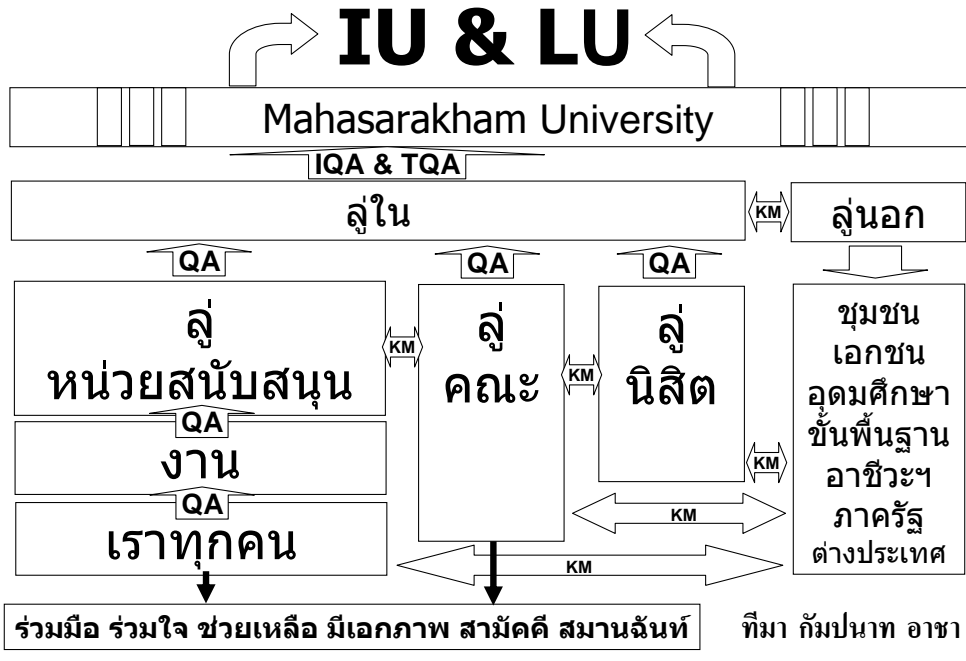 IU & LU
Mahasarakham University
IQA & TQA
ลู่ใน
KM
ลู่นอก
QA
QA
QA
ลู่
หน่วยสนับสนุน
KM
ลู่
คณะ
KM
ลู่
นิสิต
ชุมชน
เอกชน
อุดมศึกษา
ขั้นพื้นฐาน
อาชีวะฯ
ภาครัฐ
ต่างประเทศ
QA
งาน
KM
QA
เราทุกคน
KM
KM
ร่วมมือ ร่วมใจ ช่วยเหลือ มีเอกภาพ สามัคคี สมานฉันท์
ทีมา กัมปนาท อาชา